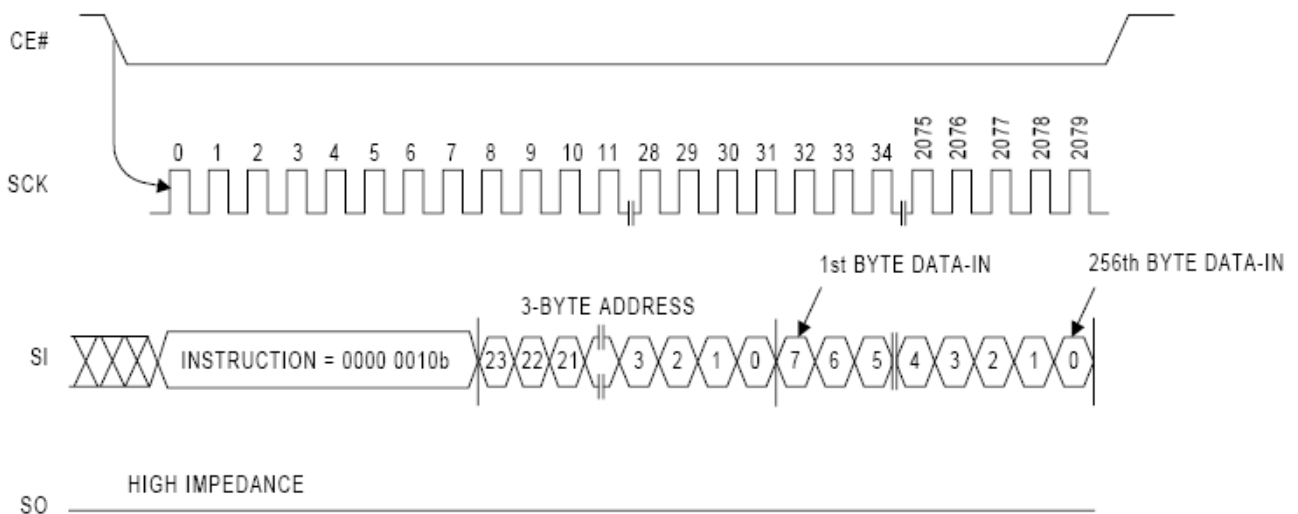 CE#
SCK
0 1 2 3 4 5 6 7 8 9 10 11 28 29 30 31 32 33 34 2075 2076 2077 2078 2079
1st BYTE DATA-IN
256th BYTE DATA-IN
3-BYTE ADDRESS
SI
INSTRUCTION = 0000 0010b
23 22 21 3 2 1 0 7 6 5 4 3 2 1 0
HIGH IMPEDANCE
SO